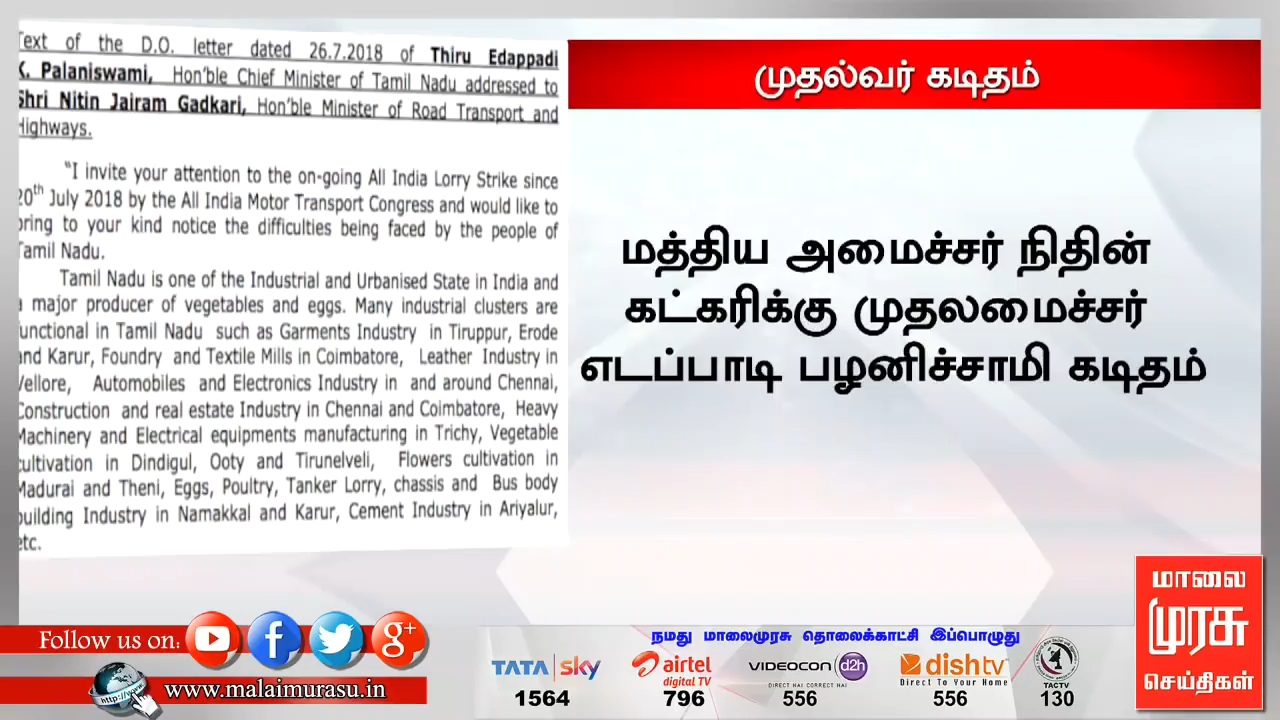 Text of the D.O. letter dated 26.7.2018 of Thiru Edappadi
K. Palaniswami, Hon'ble Chief Minister of Tamil Nadu addressed to
Shri Nitin Jairam Gadkari, Hon'ble Minister of Road Transport and
Highways.
"I invite your attention to the on-going All India Lorry Strike since
20th July 2018 by the All India Motor Transport Congress and would like to
bring to your kind notice the difficulties being faced by the people of
Tamil Nadu.
Tamil Nadu is one of the Industrial and Urbanised State in India and
a major producer of vegetables and eggs. Many industrial clusters are
functional in Tamil Nadu such as Garments Industry in Tiruppur, Erode
and Karur, Foundry and Textile Mills in Coimbatore, Leather Industry in
Vellore, Automobiles and Electronics Industry in and around Chennai,
Construction and real estate Industry in Chennai and Coimbatore, Heavy
Machinery and Electrical equipments manufacturing in Trichy, Vegetable
cultivation in Dindigul, Ooty and Tirunelveli, Flowers cultivation in
Madurai and Theni, Eggs, Poultry, Tanker Lorry, chassis and Bus body
building Industry in Namakkal and Karur, Cement Industry in Ariyalur,
etc.
முதல்வர் கடிதம்
மத்திய அமைச்சர் நிதின்
கட்கரிக்கு முதலமைச்சர்
எடப்பாடி பழனிச்சாமி கடிதம்
மாலை
முரசு
செய்திகள்
Follow us on:
g+
http://www
www.malaimurasu.in
நமது மாலைமுரசு தொலைக்காட்சி இப்பொழுது
TATA sky
1564
airtel
digital TV
796
VIDEOCON d2h
DIRECT HAI CORRECT HAI
556
dishtv
Direct To Your Home
556
TACTV
130